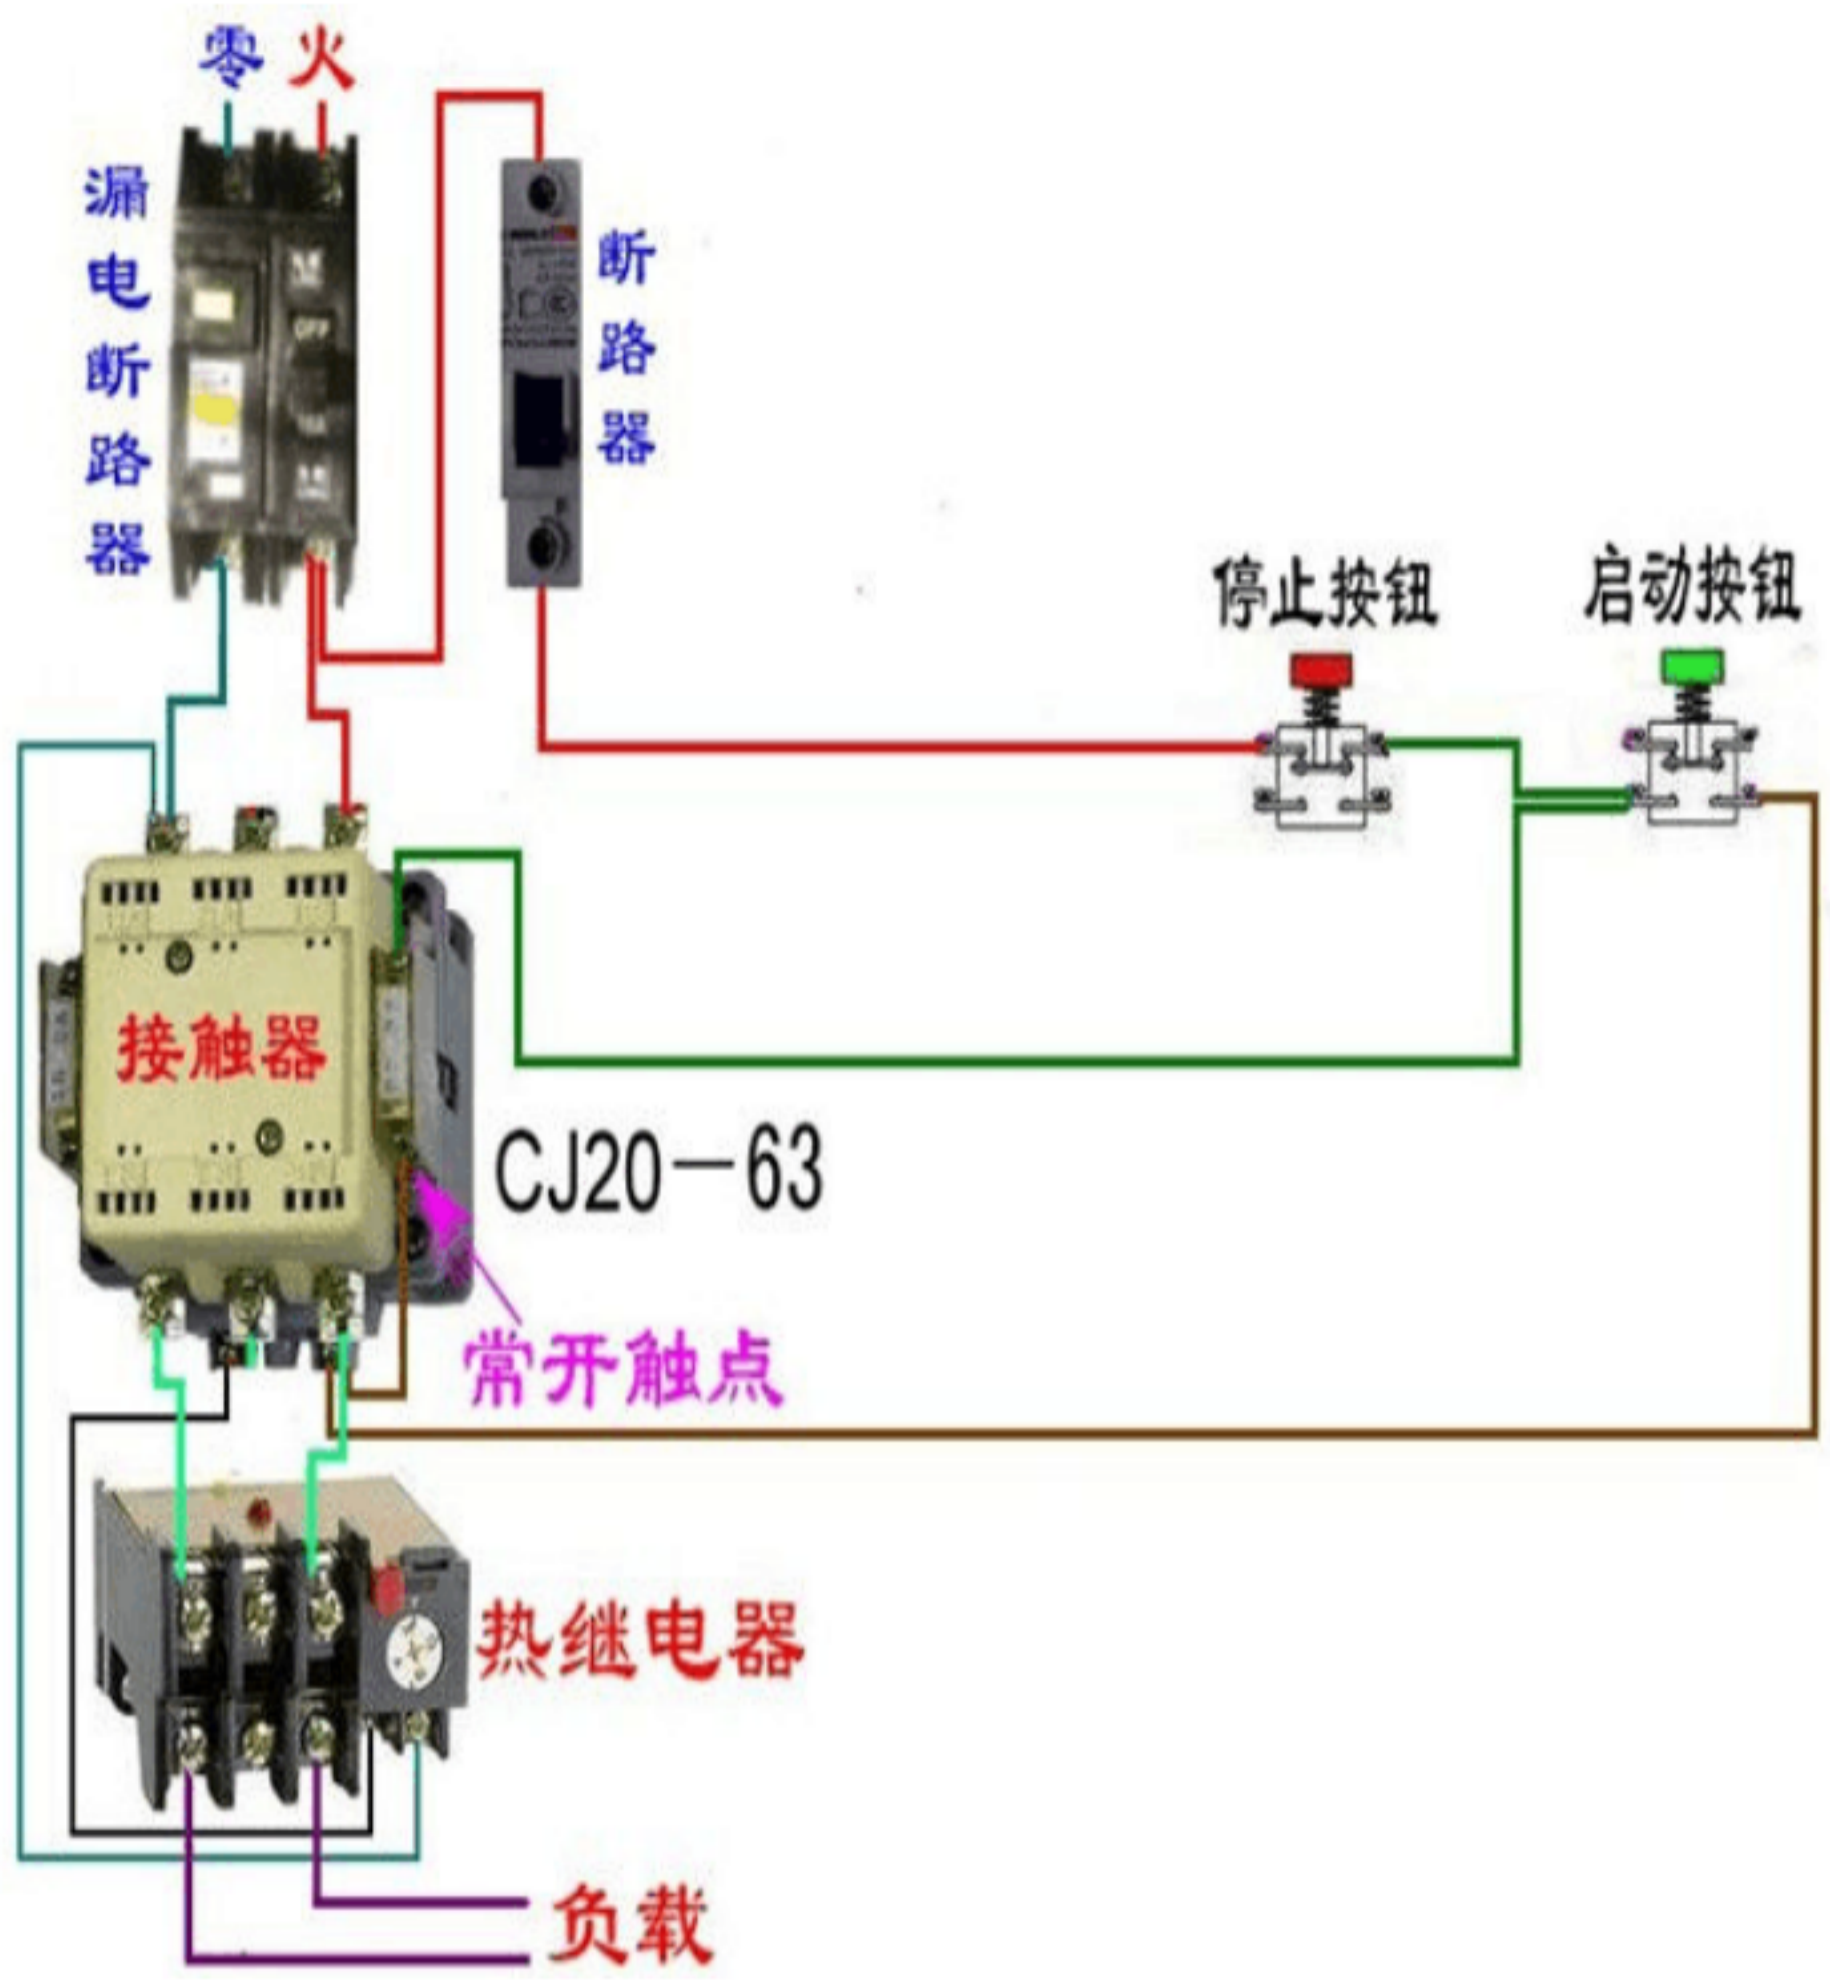 零 火
漏电断路器
断路器
OFF
停止按钮
启动按钮
接触器
CJ20-63
常开触点
热继电器
负载